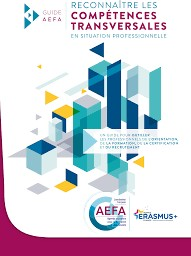 GUIDE
AEFA
RECONNAÎTRE LES
COMPÉTENCES
TRANSVERSALES
EN SITUATION PROFESSIONNELLE
UN GUIDE POUR OUTILLER
LES PROFESSIONNELS DE L'ORIENTATION,
DE LA FORMATION, DE LA CERTIFICATION
ET DU RECRUTEMENT
AEFA
ERASMUS+